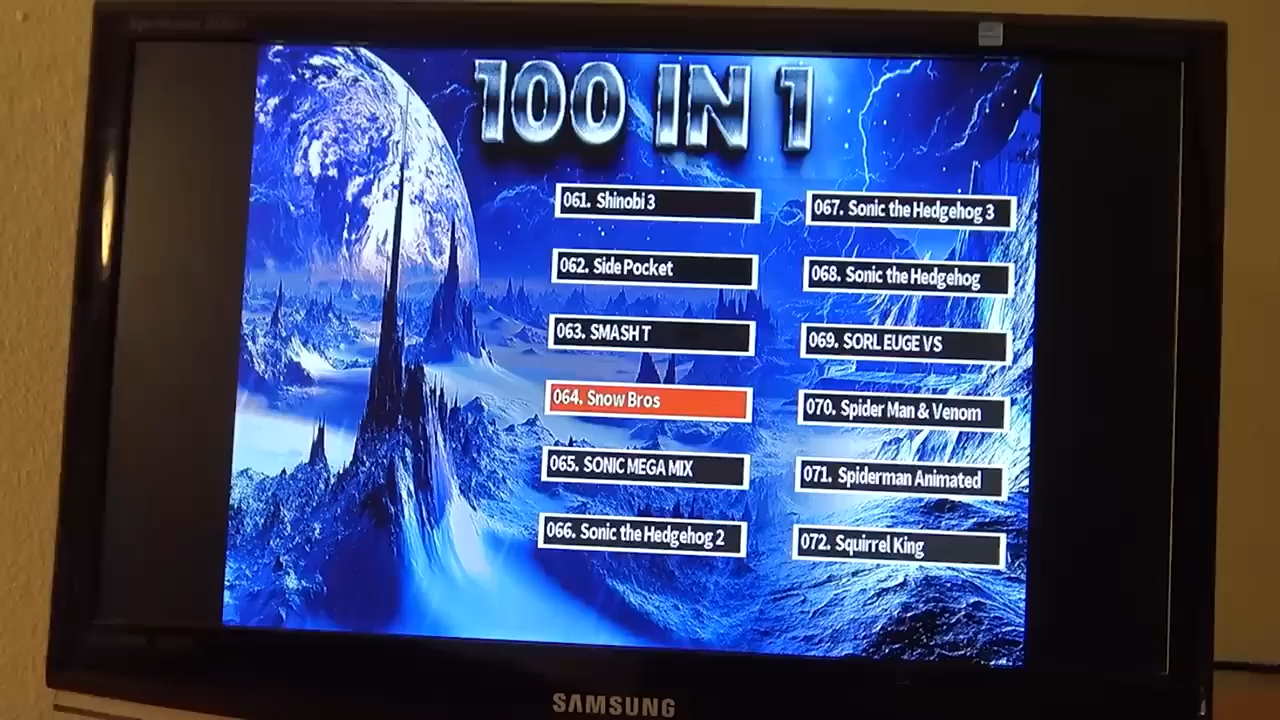 100 IN 1
061. Shinobi 3
062. Side Pocket
063. SMASH T
064. Snow Bros
065. SONIC MEGA MIX
066. Sonic the Hedgehog 2
067. Sonic the Hedgehog 3
068. Sonic the Hedgehog
069. SORL EUGE VS
070. Spider Man & Venom
071. Spiderman Animated
072. Squirrel King
SAMSUNG